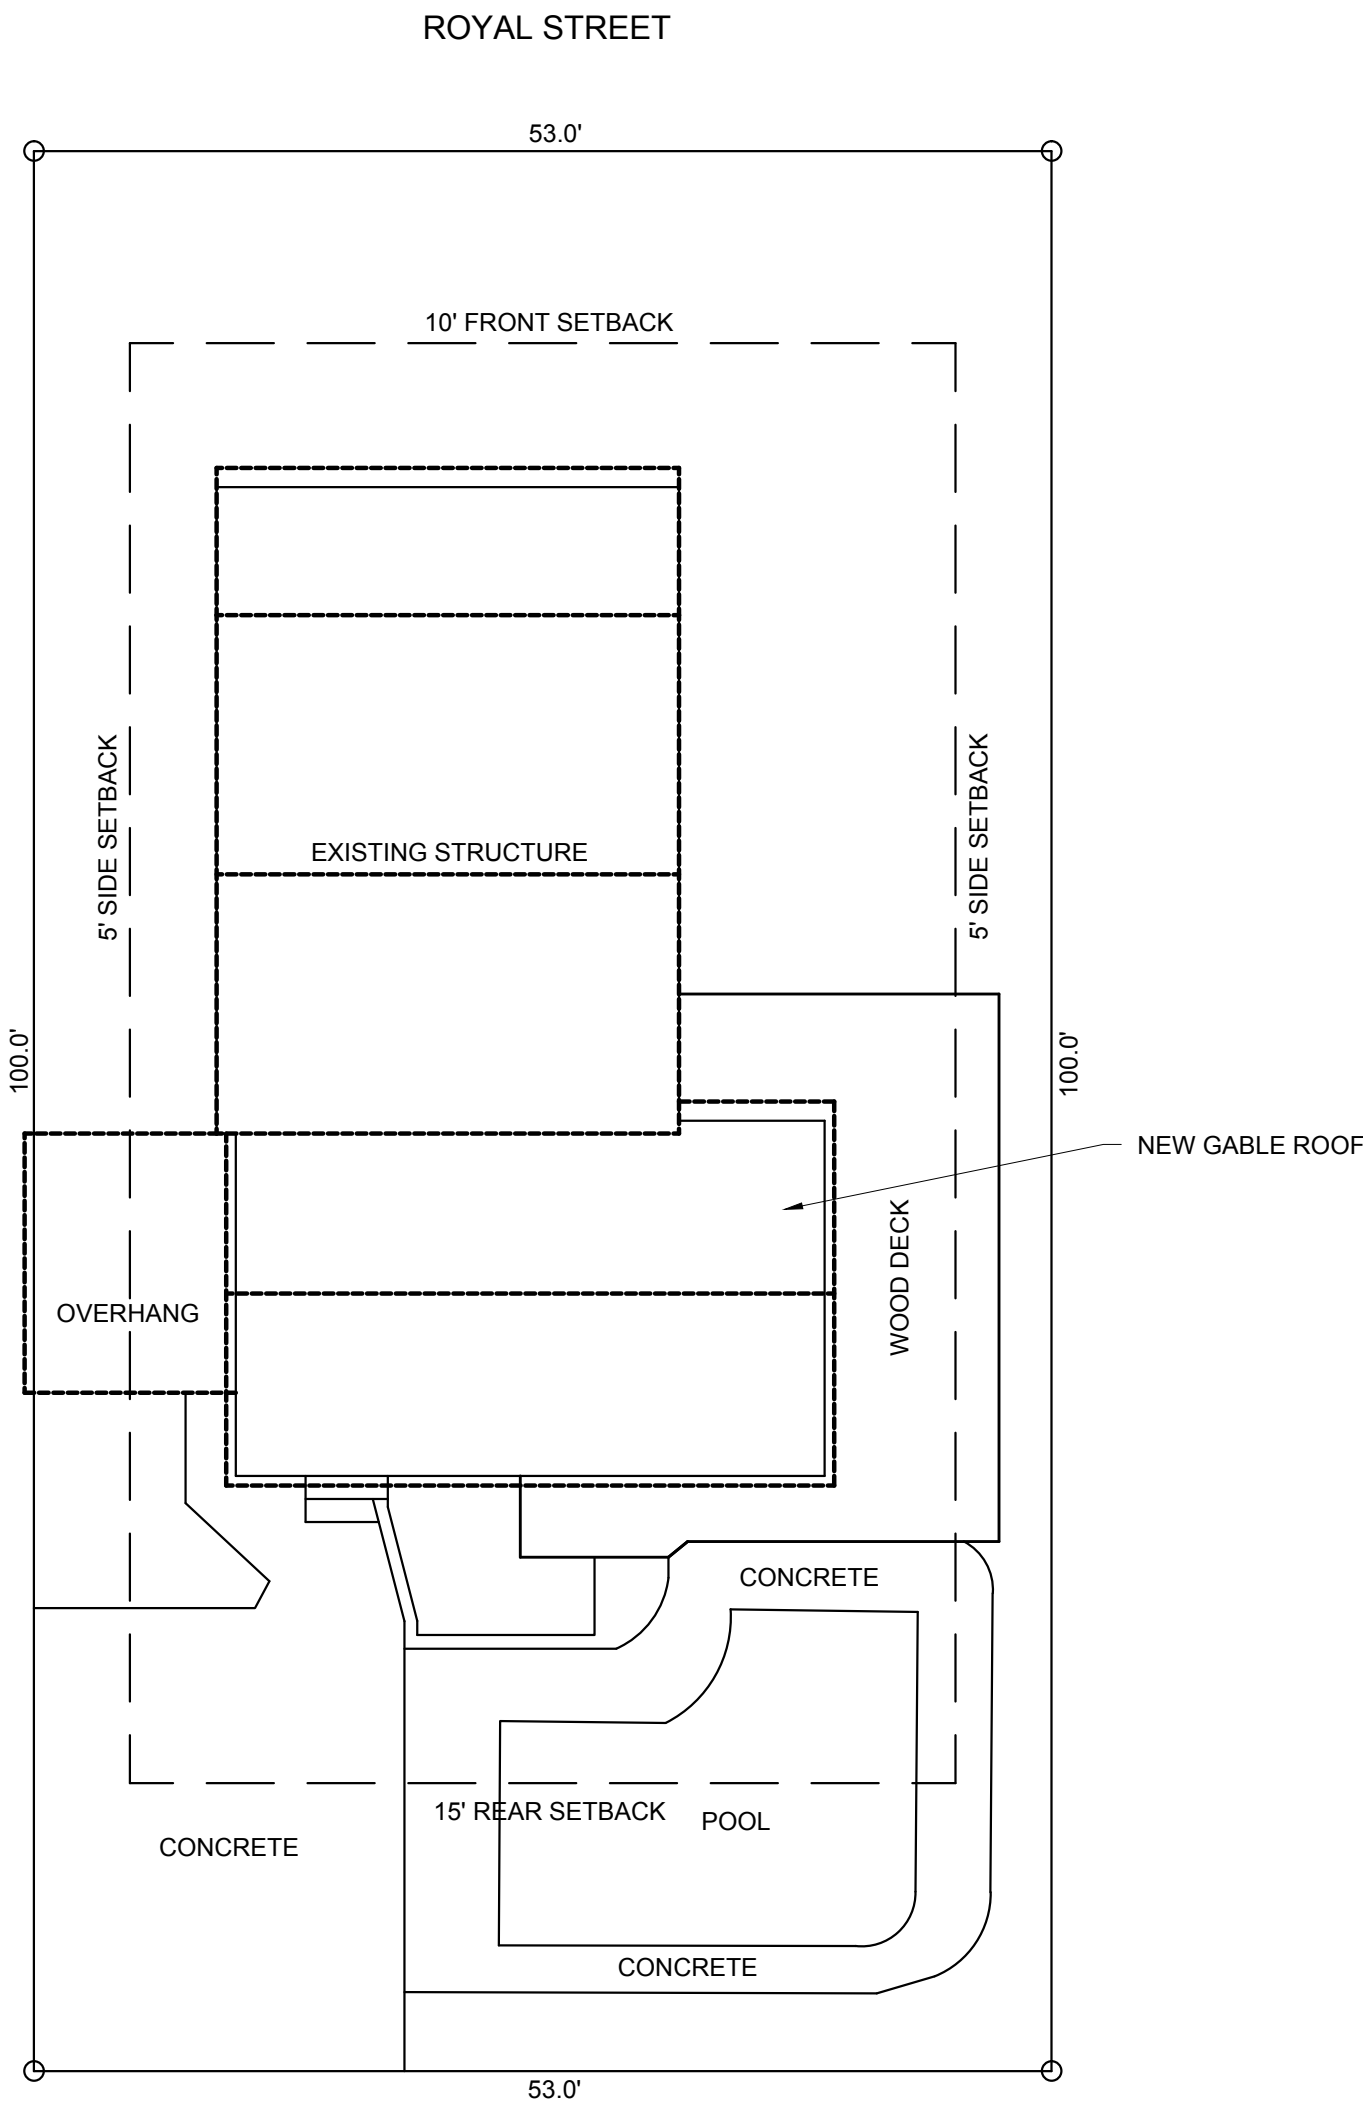 ROYAL STREET
53.0'
10' FRONT SETBACK
5' SIDE SETBACK
5' SIDE SETBACK
EXISTING STRUCTURE
100.0'
100.0'
NEW GABLE ROOF
WOOD DECK
OVERHANG
CONCRETE
15' REAR SETBACK
POOL
CONCRETE
CONCRETE
53.0'